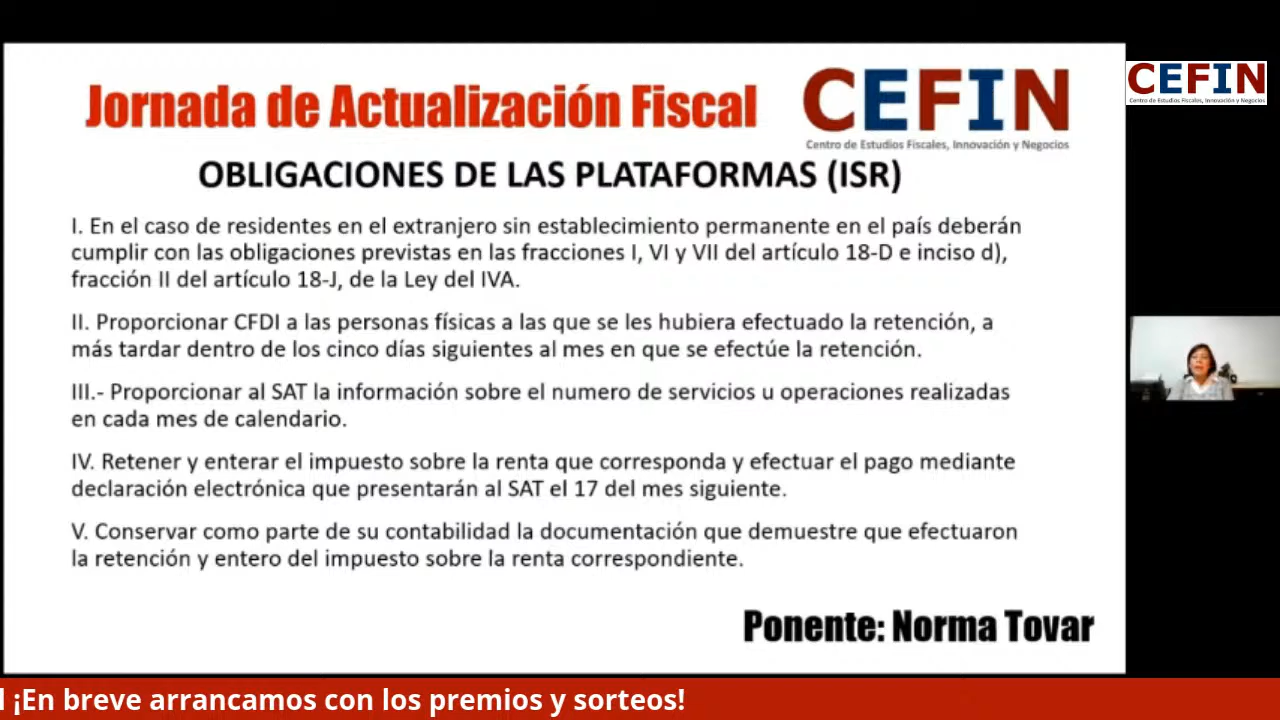 Jornada de Actualización Fiscal
CEFIN
Centro de Estudios Fiscales, Innovación y Negocios
CEFIN
Centro de Estudios Fiscales, Innovación y Negocios
OBLIGACIONES DE LAS PLATAFORMAS (ISR)
I. En el caso de residentes en el extranjero sin establecimiento permanente en el país deberán
cumplir con las obligaciones previstas en las fracciones I, VI y VII del artículo 18-D e inciso d),
fracción II del artículo 18-J, de la Ley del IVA.
II. Proporcionar CFDI a las personas físicas a las que se les hubiera efectuado la retención, a
más tardar dentro de los cinco días siguientes al mes en que se efectúe la retención.
III.- Proporcionar al SAT la información sobre el numero de servicios u operaciones realizadas
en cada mes de calendario.
IV. Retener y enterar el impuesto sobre la renta que corresponda y efectuar el pago mediante
declaración electrónica que presentarán al SAT el 17 del mes siguiente.
V. Conservar como parte de su contabilidad la documentación que demuestre que efectuaron
la retención y entero del impuesto sobre la renta correspondiente.
Ponente: Norma Tovar
¡En breve arrancamos con los premios y sorteos!